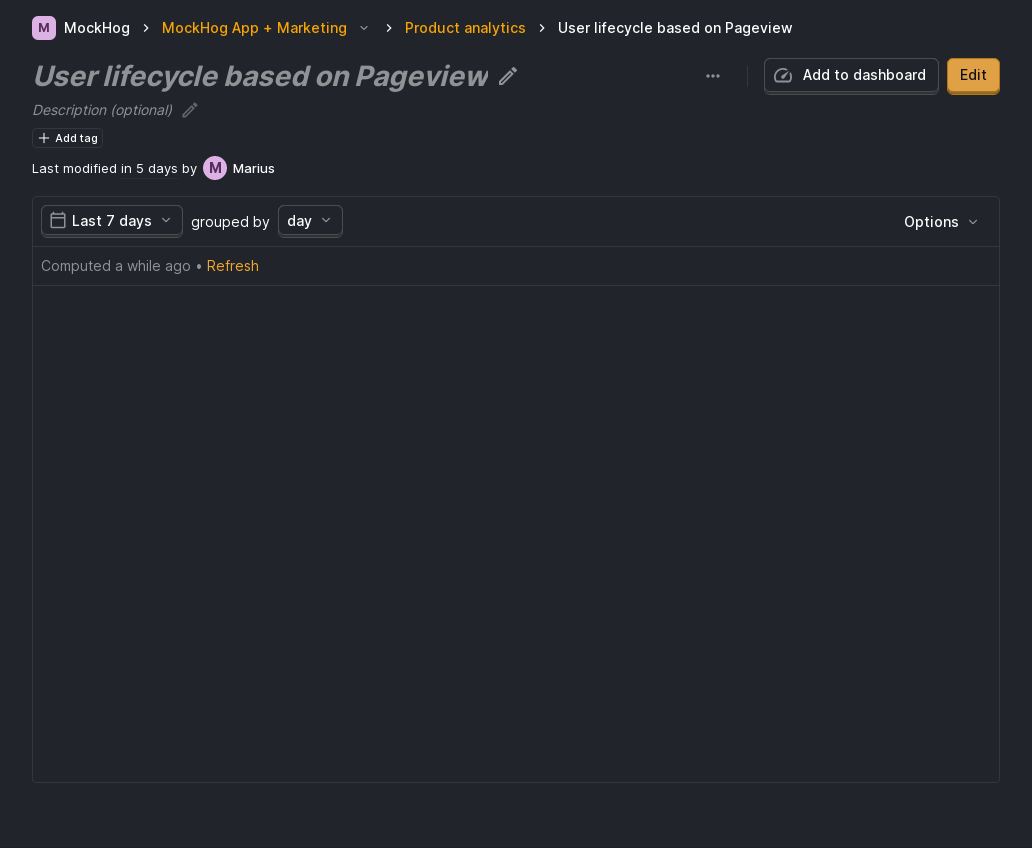 M MockHog MockHog App + Marketing Product analytics User lifecycle based on Pageview
User lifecycle based on Pageview
Add to dashboard Edit
Description (optional)
Add tag
Last modified in 5 days by M Marius
Last 7 days grouped by day Options
Computed a while ago • Refresh